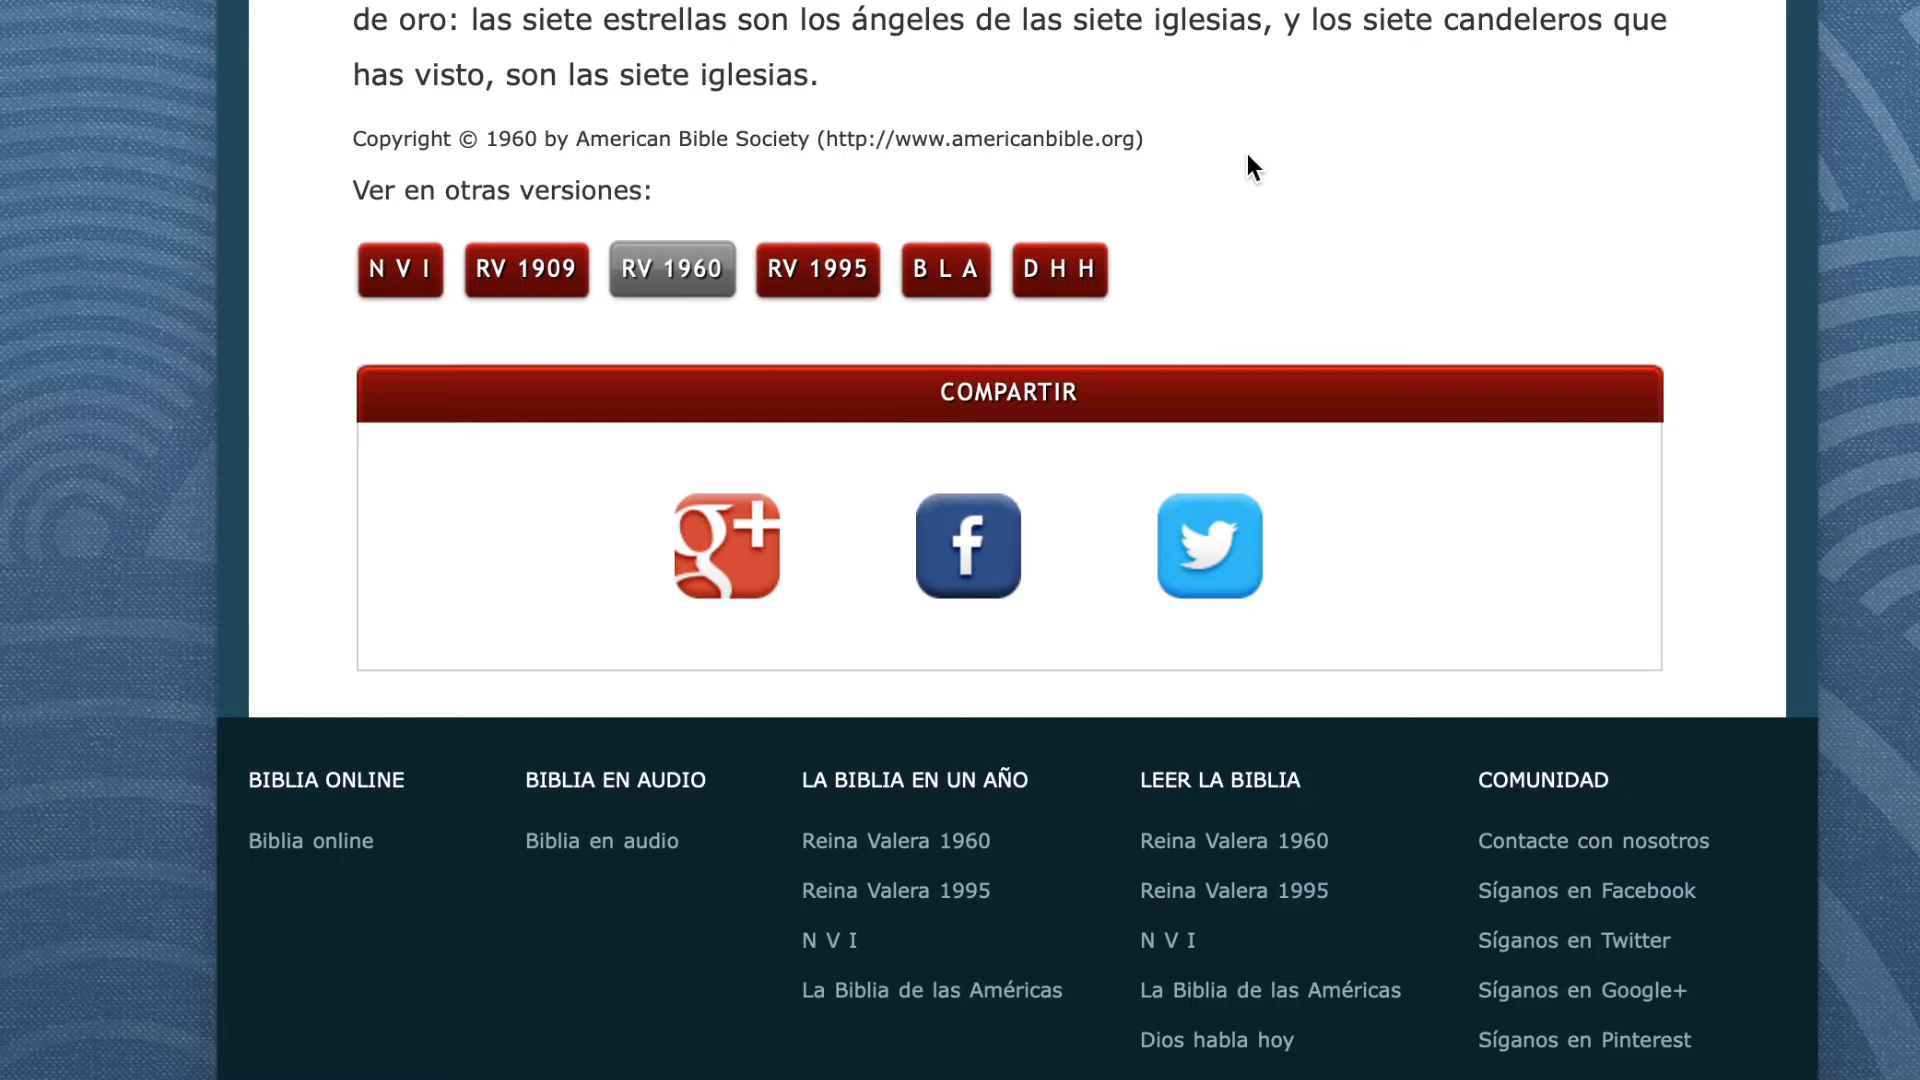 de oro: las siete estrellas son los ángeles de las siete iglesias, y los siete candeleros que
has visto, son las siete iglesias.
Copyright © 1960 by American Bible Society (http://www.americanbible.org)
Ver en otras versiones:
N V I RV 1909 RV 1960 RV 1995 B L A D H H
COMPARTIR
g+ f
BIBLIA ONLINE BIBLIA EN AUDIO LA BIBLIA EN UN AÑO LEER LA BIBLIA COMUNIDAD
Biblia online Biblia en audio Reina Valera 1960 Reina Valera 1960 Contacte con nosotros
Reina Valera 1995 Reina Valera 1995 Síganos en Facebook
N V I N V I Síganos en Twitter
La Biblia de las Américas La Biblia de las Américas Síganos en Google+
Dios habla hoy Síganos en Pinterest